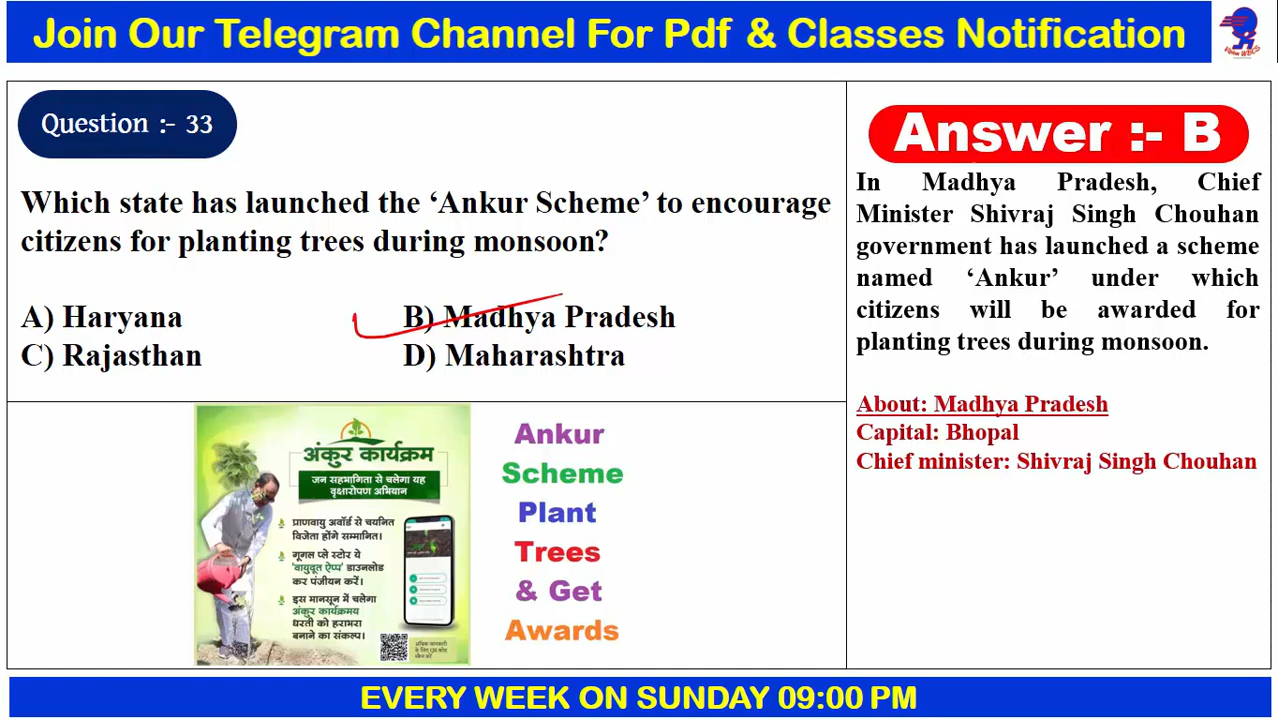 Join Our Telegram Channel For Pdf & Classes Notification
Question :- 33
Which state has launched the ‘Ankur Scheme’ to encourage
citizens for planting trees during monsoon?
A) Haryana
B) Madhya Pradesh
C) Rajasthan
D) Maharashtra
अंकुर कार्यक्रम
जन सहभागिता से चलेगा यह
वृक्षारोपण अभियान
प्राणवायु अवॉर्ड से चयनित
विजेता होंगे सम्मानित।
गूगल प्ले स्टोर ये
'वायुदूत ऐप्प' डाउनलोड
कर पंजीयन करें।
इस मानसून में चलेगा
अंकुर कार्यक्रमय
धरती को हराभरा
बनाने का संकल्प।
Ankur
Scheme
Plant
Trees
& Get
Awards
Answer :- B
In Madhya Pradesh, Chief
Minister Shivraj Singh Chouhan
government has launched a scheme
named ‘Ankur’ under which
citizens will be awarded for
planting trees during monsoon.
About: Madhya Pradesh
Capital: Bhopal
Chief minister: Shivraj Singh Chouhan
EVERY WEEK ON SUNDAY 09:00 PM